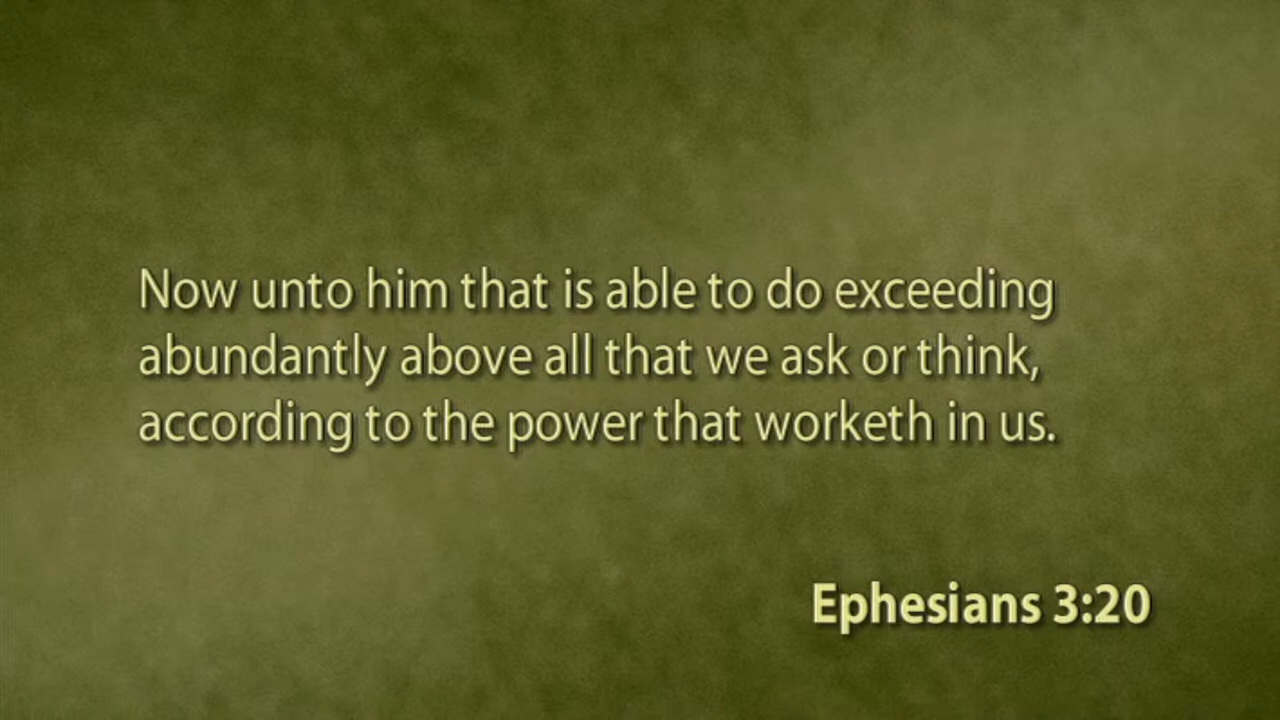 Now unto him that is able to do exceeding
abundantly above all that we ask or think,
according to the power that worketh in us.
Ephesians 3:20